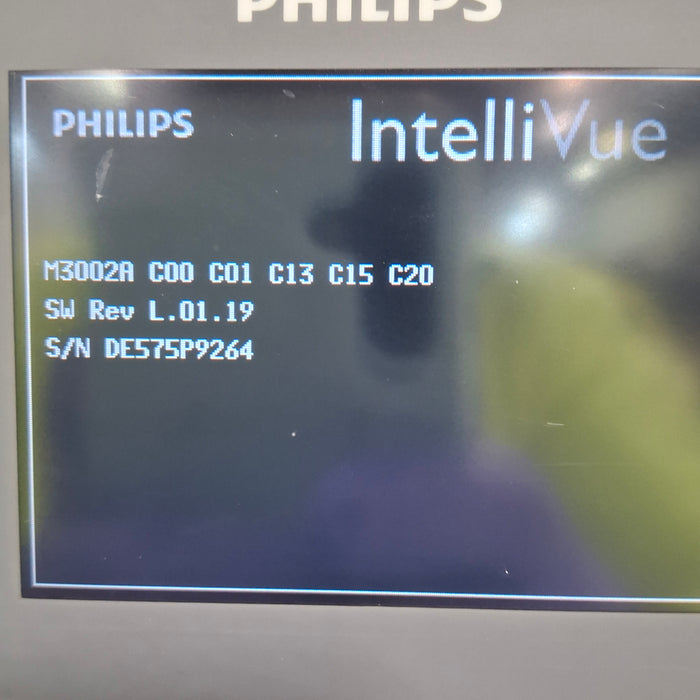 PHILIPS
PHILIPS
IntelliVue
M3002A C00 C01 C13 C15 C20
SW Rev L.01.19
S/N DE575P9264